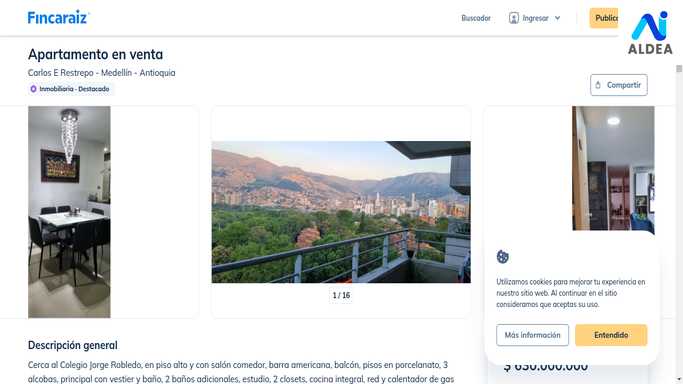 Fincaraiz
Buscador
Ingresar
Public
ALDEA
Apartamento en venta
Carlos E Restrepo - Medellín - Antioquia
Inmobiliaria - Destacado
Compartir
1 / 16
Utilizamos cookies para mejorar tu experiencia en
nuestro sitio web. Al continuar en el sitio
consideramos que aceptas su uso.
Más información
Entendido
$ 630.000.000
Descripción general
Cerca al Colegio Jorge Robledo, en piso alto y con salón comedor, barra americana, balcón, pisos en porcelanato, 3
alcobas, principal con vestier y baño, 2 baños adicionales, estudio, 2 closets, cocina integral, red y calentador de gas